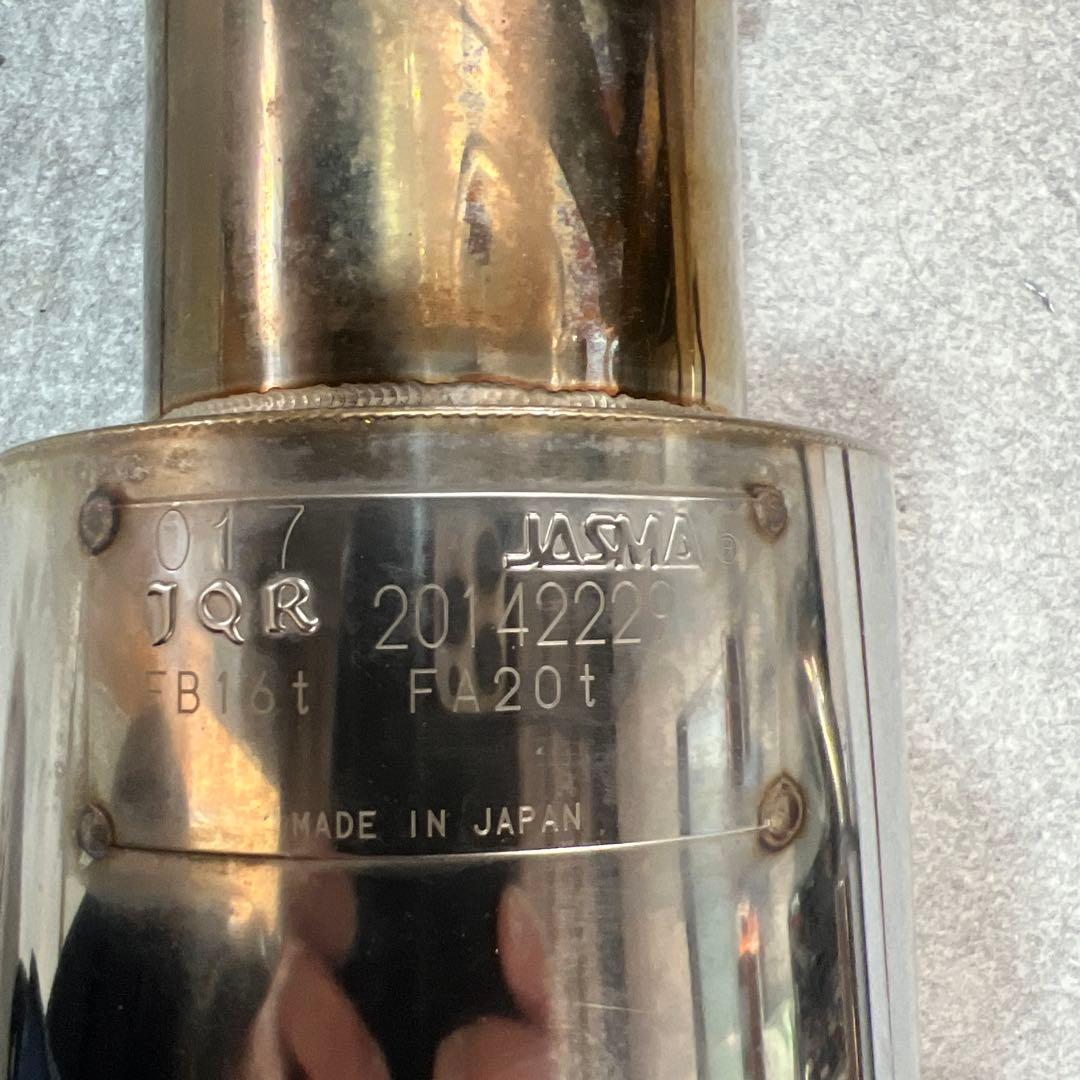 017 JASMA ®
JQR 20142229
FB16t FA20t
MADE IN JAPAN